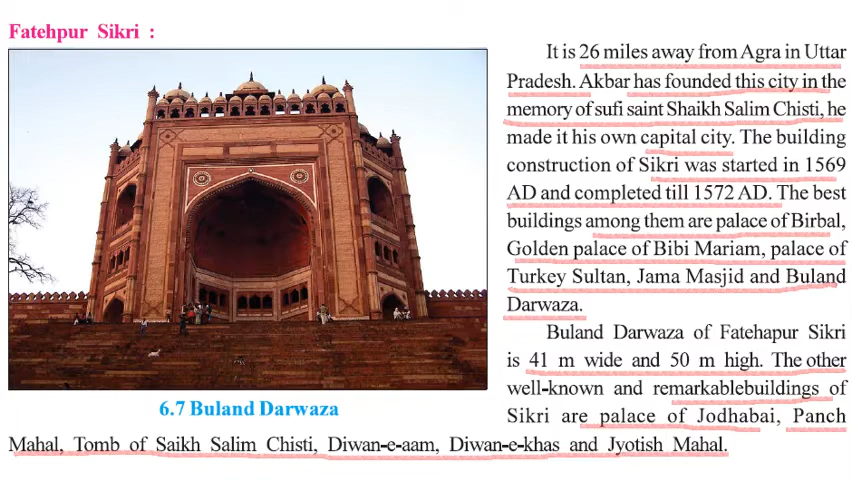 Fatehpur Sikri :
It is 26 miles away from Agra in Uttar
Pradesh. Akbar has founded this city in the
memory of sufi saint Shaikh Salim Chisti, he
made it his own capital city. The building
construction of Sikri was started in 1569
AD and completed till 1572 AD. The best
buildings among them are palace of Birbal,
Golden palace of Bibi Mariam, palace of
Turkey Sultan, Jama Masjid and Buland
Darwaza.
Buland Darwaza of Fatehapur Sikri
is 41 m wide and 50 m high. The other
well-known and remarkablebuildings of
Sikri are palace of Jodhabai, Panch
Mahal, Tomb of Saikh Salim Chisti, Diwan-e-aam, Diwan-e-khas and Jyotish Mahal.
6.7 Buland Darwaza